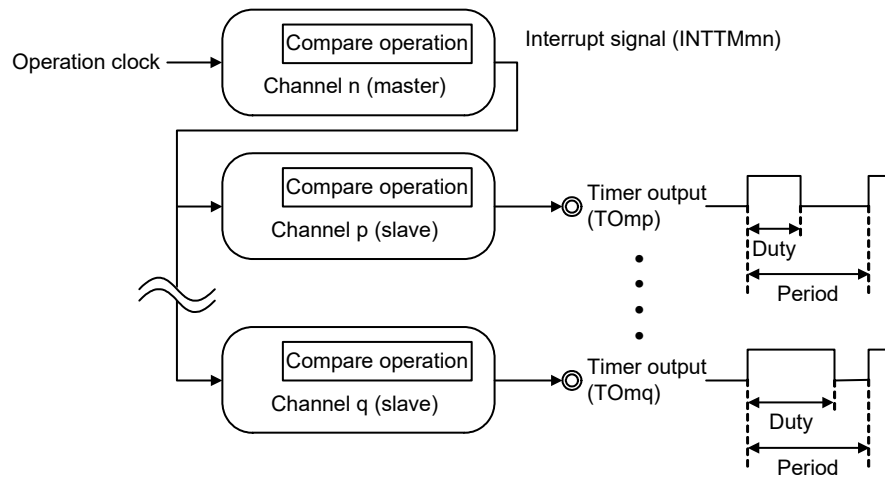 Compare operation
Interrupt signal (INTTMmn)
Operation clock
Channel n (master)
Compare operation
Channel p (slave)
Timer output
(TOmp)
Duty
Period
Compare operation
Channel q (slave)
Timer output
(TOmq)
Duty
Period